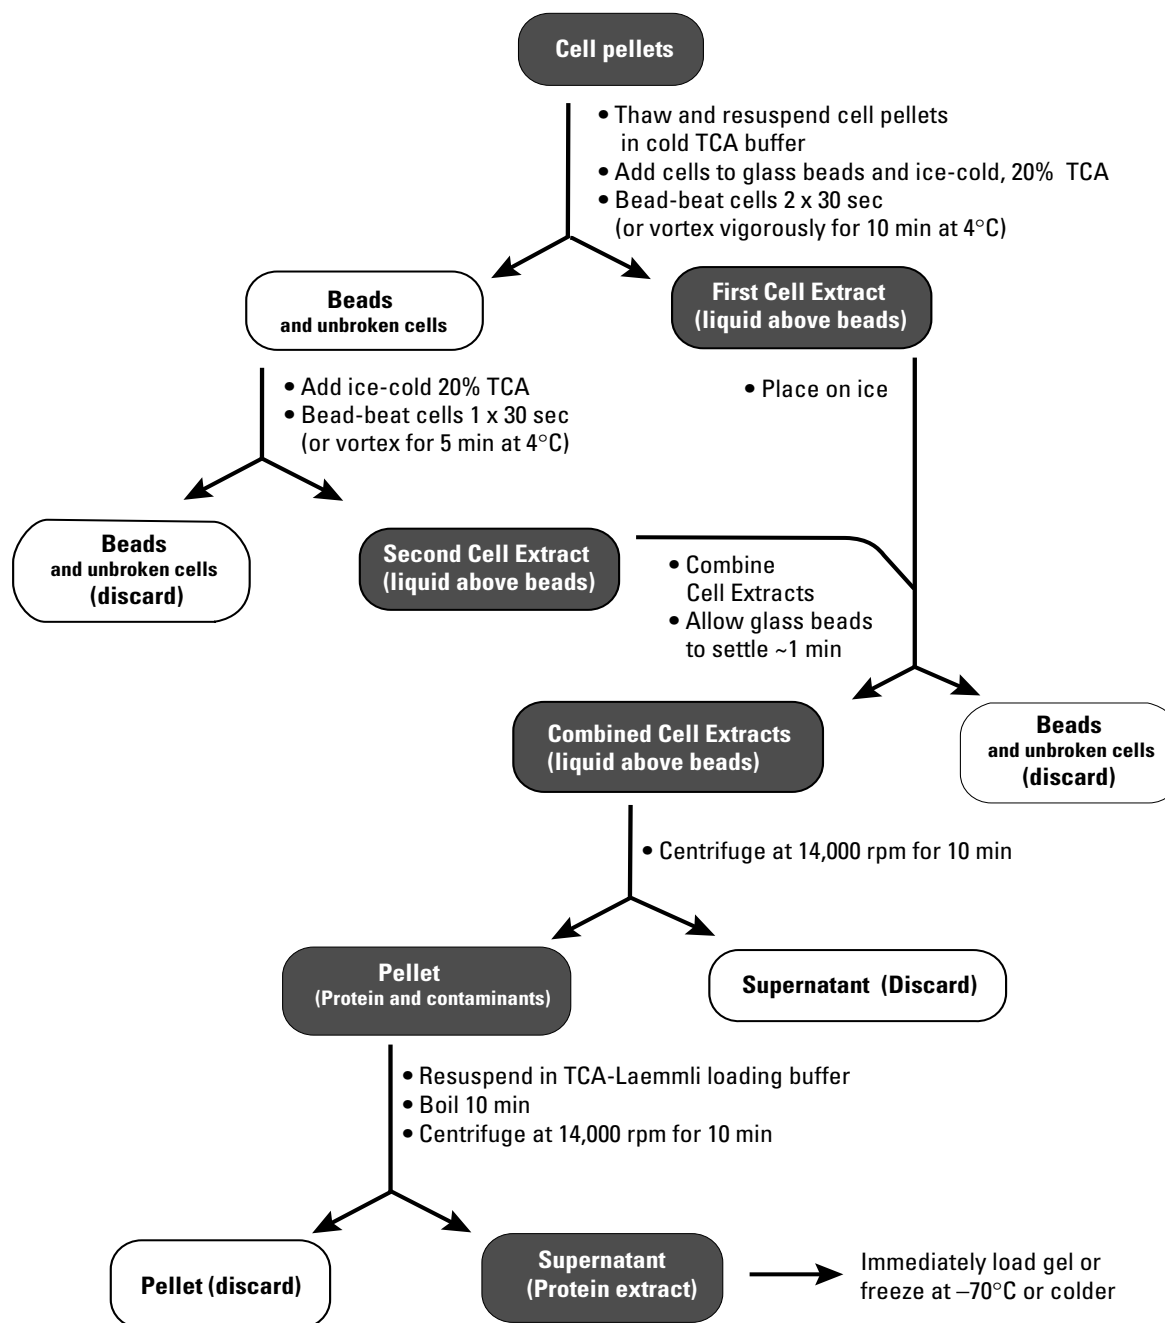 Cell pellets
• Thaw and resuspend cell pellets
in cold TCA buffer
• Add cells to glass beads and ice-cold, 20% TCA
• Bead-beat cells 2 x 30 sec
(or vortex vigorously for 10 min at 4°C)
Beads
and unbroken cells
First Cell Extract
(liquid above beads)
• Add ice-cold 20% TCA
• Bead-beat cells 1 x 30 sec
(or vortex for 5 min at 4°C)
• Place on ice
Beads
and unbroken cells
(discard)
Second Cell Extract
(liquid above beads)
• Combine
Cell Extracts
• Allow glass beads
to settle ~1 min
Combined Cell Extracts
(liquid above beads)
Beads
and unbroken cells
(discard)
• Centrifuge at 14,000 rpm for 10 min
Pellet
(Protein and contaminants)
Supernatant (Discard)
• Resuspend in TCA-Laemmli loading buffer
• Boil 10 min
• Centrifuge at 14,000 rpm for 10 min
Pellet (discard)
Supernatant
(Protein extract)
Immediately load gel or
freeze at –70°C or colder